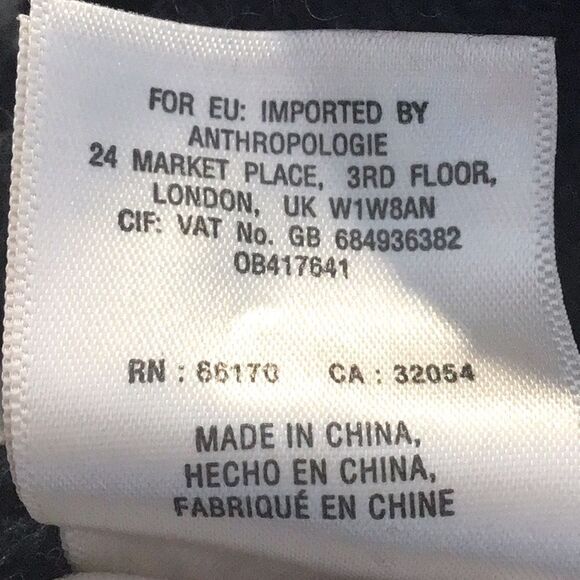 FOR EU: IMPORTED BY
ANTHROPOLOGIE
24 MARKET PLACE, 3RD FLOOR,
LONDON, UK W1W8AN
CIF: VAT No. GB 684936382
OB417641
RN : 66170 CA : 32054
MADE IN CHINA,
HECHO EN CHINA,
FABRIQUÉ EN CHINE